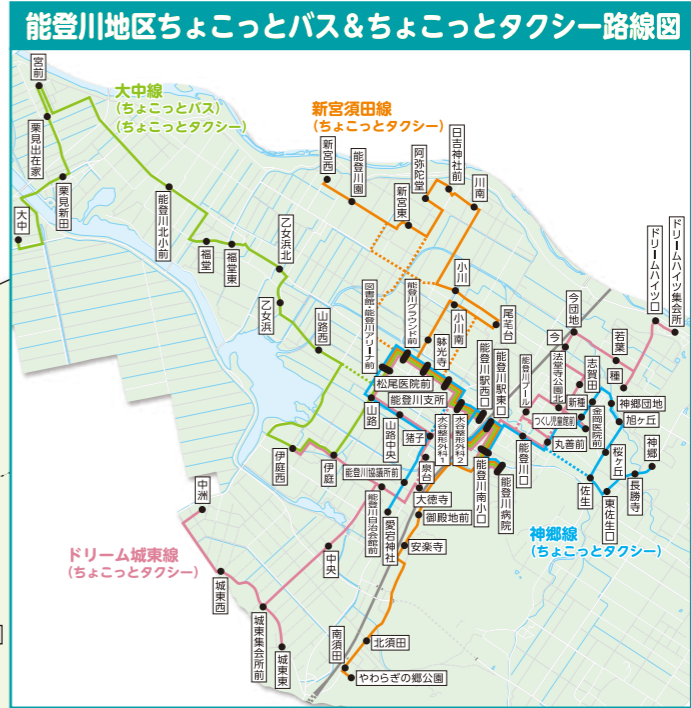 能登川地区ちょこっとバス&ちょこっとタクシー路線図
大中線
(ちょこっとバス)
(ちょこっとタクシー)
新宮須田線
(ちょこっとタクシー)
宮前
栗見出在家
栗見新田
大中
能登川北小前
福堂
福堂東
乙女浜北
乙女浜
山路西
新宮西
能登川園
新宮東
阿弥陀堂
日吉神社前
川南
小川
小川南
尾芼台
図書館・能登川アリーナ前
能登川グラウンド前
躰光寺
松尾医院前
能登川支所
能登川駅西口
能登川駅東口
能登川プール
今
今団地
法堂寺公園北
志賀田
若葉
種
ドリームハイツ口
ドリームハイツ集会所
新種
つくし児童館前
金岡医院前
神郷団地
旭ヶ丘
丸善前
桜ヶ丘
神郷
長勝寺
東佐生口
佐生
能登川口
山路
山路中央
猪子
水谷整形外科1
水谷整形外科2
能登川南小口
能登川病院
泉台
大徳寺
御殿地前
能登川協議所前
能登川自治会館前
愛宕神社
安楽寺
伊庭西
伊庭
中洲
中央
城東西
城東集会所前
城東東
南須田
北須田
やわらぎの郷公園
ドリーム城東線
(ちょこっとタクシー)
神郷線
(ちょこっとタクシー)